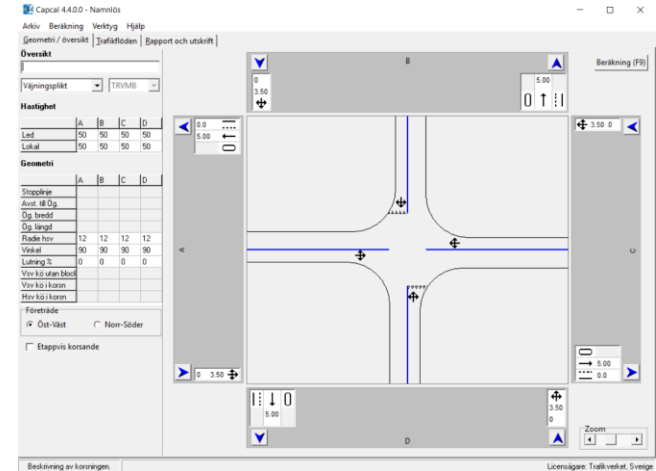 Capcal 4.4.0.0 - Namnlös
Arkiv Beräkning Verktyg Hjälp
Geometri / översikt Trafikflöden Rapport och utskrift
Översikt
Väjningsplikt TRVMB
Hastighet
A B C D
Led 50 50 50 50
Lokal 50 50 50 50
Geometri
A B C D
Stopplinje
Avst. till Ög.
Ög. bredd
Ög. längd
Radie hsv 12 12 12 12
Vinkel 90 90 90 90
Lutning % 0 0 0 0
Vsv kö utan block
Vsv kö i korsn
Hsv kö i korsn
Företräde
Öst-Väst Norr-Söder
Etappvis korsande
B
0
3.50
5.00
Beräkning (F9)
0.0
5.00
3.50 0
A
C
0 3.50
5.00
0.0
5.00
D
3.50
0
Zoom
Beskrivning av korsningen.
Licensägare: Trafikverket, Sverige